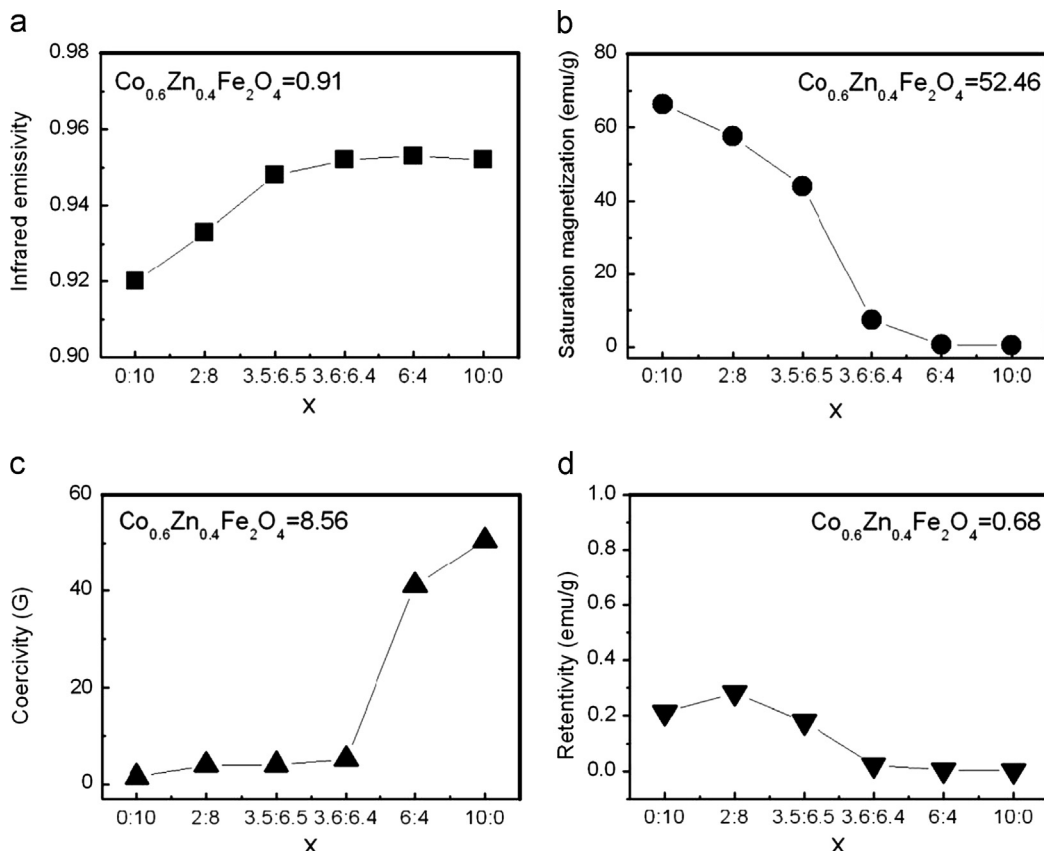 a
0.98
0.96
0.94
0.92
0.90
Infrared emissivity
Co0.6Zn0.4Fe2O4=0.91
0:10 2:8 3.5:6.5 3.6:6.4 6:4 10:0
X
b
80
60
40
20
0
Saturation magnetization (emu/g)
Co0.6Zn0.4Fe2O4=52.46
0:10 2:8 3.5:6.5 3.6:6.4 6:4 10:0
X
c
60
40
20
0
Coercivity (G)
Co0.6Zn0.4Fe2O4=8.56
0:10 2:8 3.5:6.5 3.6:6.4 6:4 10:0
X
d
1.0
0.8
0.6
0.4
0.2
0.0
Retentivity (emu/g)
Co0.6Zn0.4Fe2O4=0.68
0:10 2:8 3.5:6.5 3.6:6.4 6:4 10:0
X